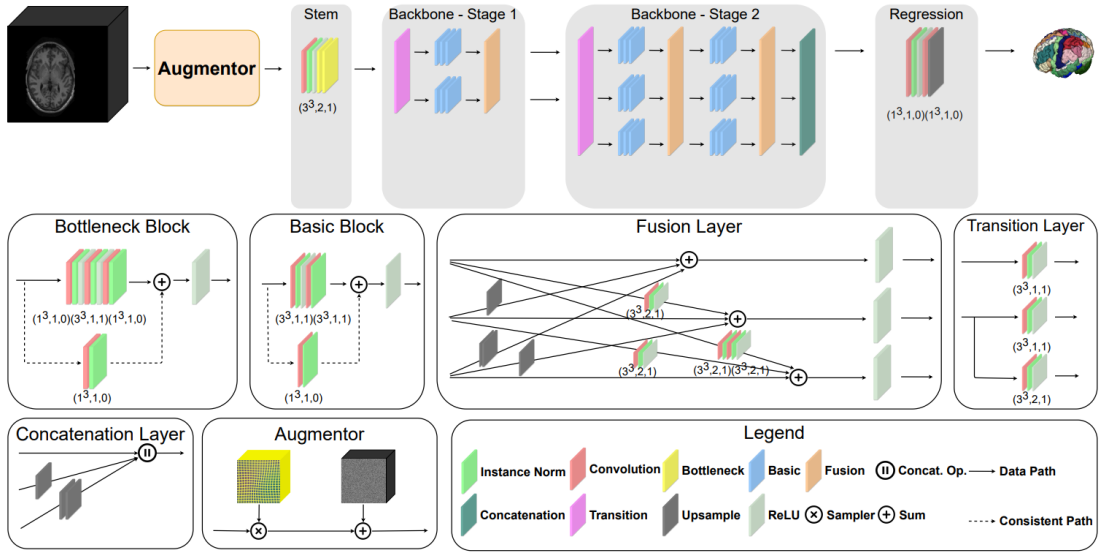 Stem
Backbone - Stage 1
Backbone - Stage 2
Regression
Augmentor
(3³,2,1)
(1³,1,0)(1³,1,0)
Bottleneck Block
(1³,1,0)(3³,1,1)(1³,1,0)
(1³,1,0)
Basic Block
(3³,1,1)(3³,1,1)
(1³,1,0)
Fusion Layer
(3³,2,1)
(3³,2,1)
(3³,2,1)(3³,2,1)
Transition Layer
(3³,1,1)
(3³,1,1)
(3³,2,1)
Concatenation Layer
Augmentor
Legend
Instance Norm
Convolution
Bottleneck
Basic
Fusion
Concat. Op.
Data Path
Concatenation
Transition
Upsample
ReLU
Sampler
Sum
Consistent Path